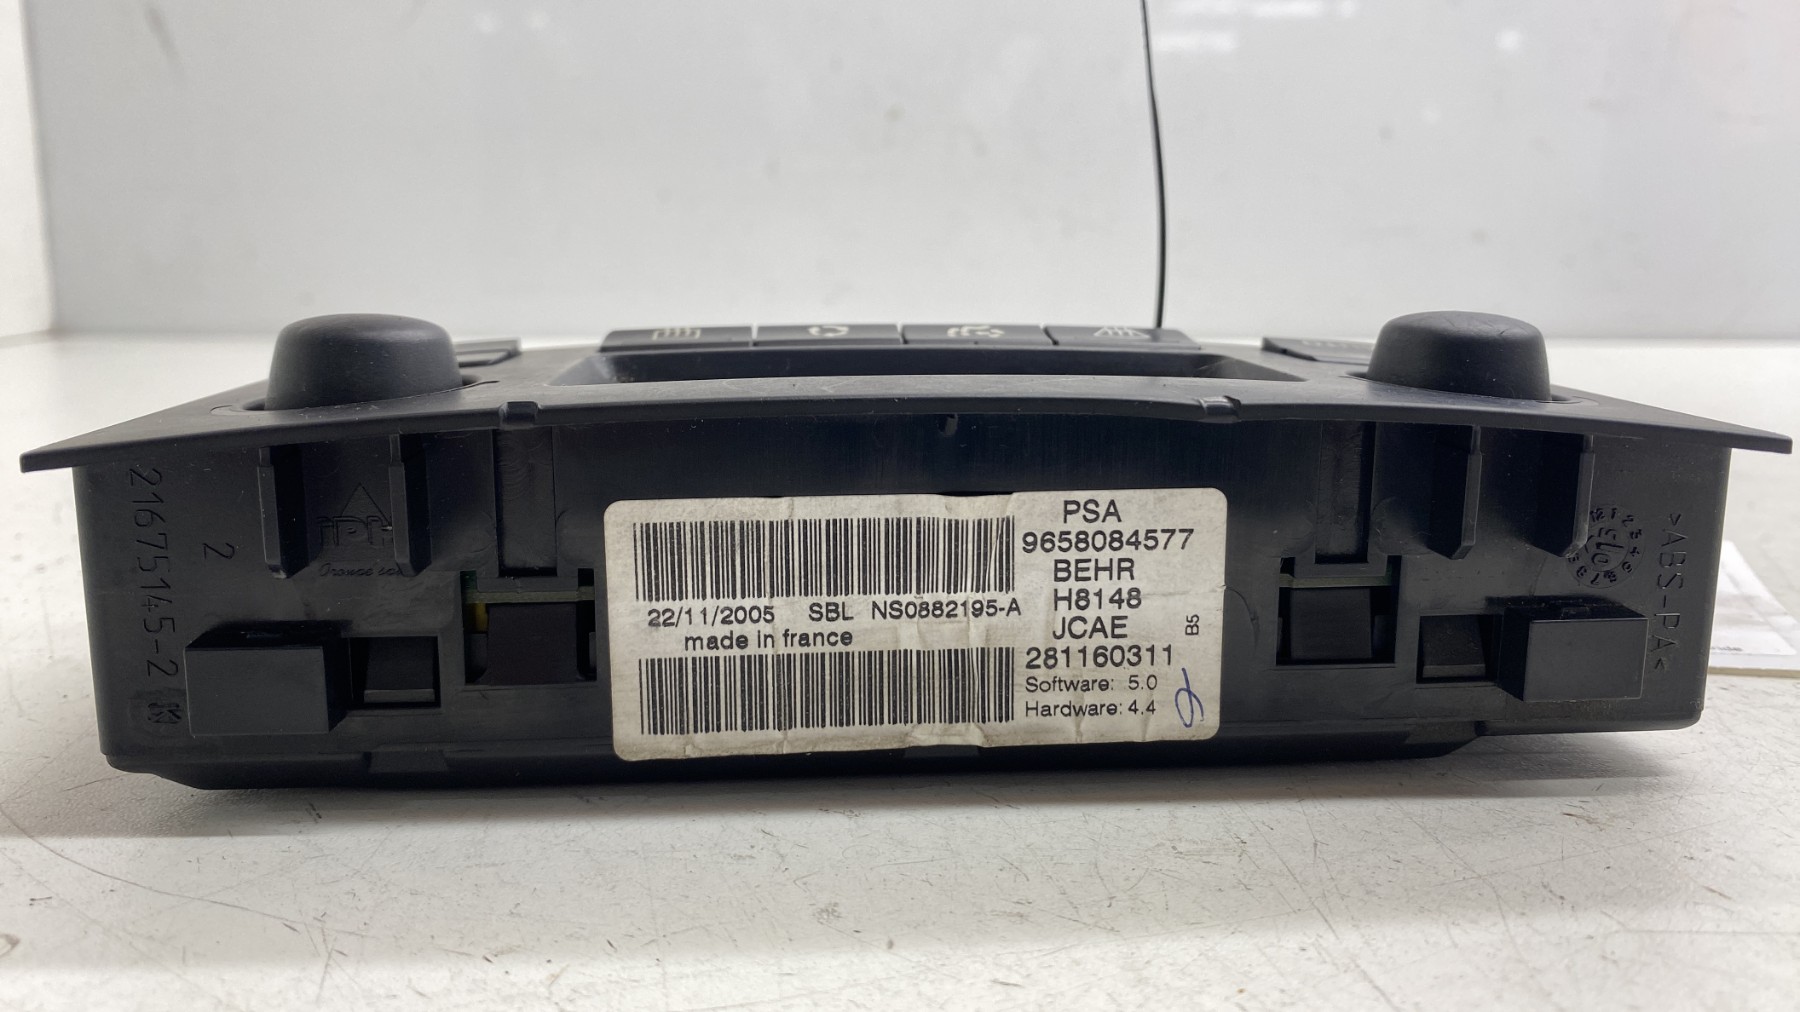 PSA
9658084577
BEHR
H8148
JCAE
281160311
Software: 5.0
Hardware: 4.4
B5
22/11/2005 SBL NS0882195-A
made in france
21675145-2
2
>ABS-PA<